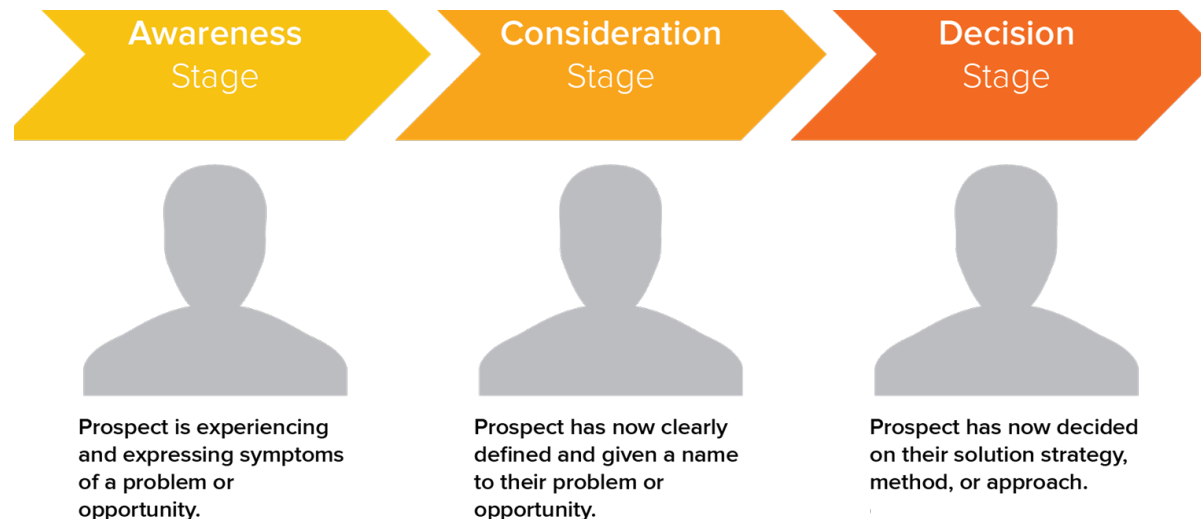 Awareness
Stage
Consideration
Stage
Decision
Stage
Prospect is experiencing
and expressing symptoms
of a problem or
opportunity.
Prospect has now clearly
defined and given a name
to their problem or
opportunity.
Prospect has now decided
on their solution strategy,
method, or approach.